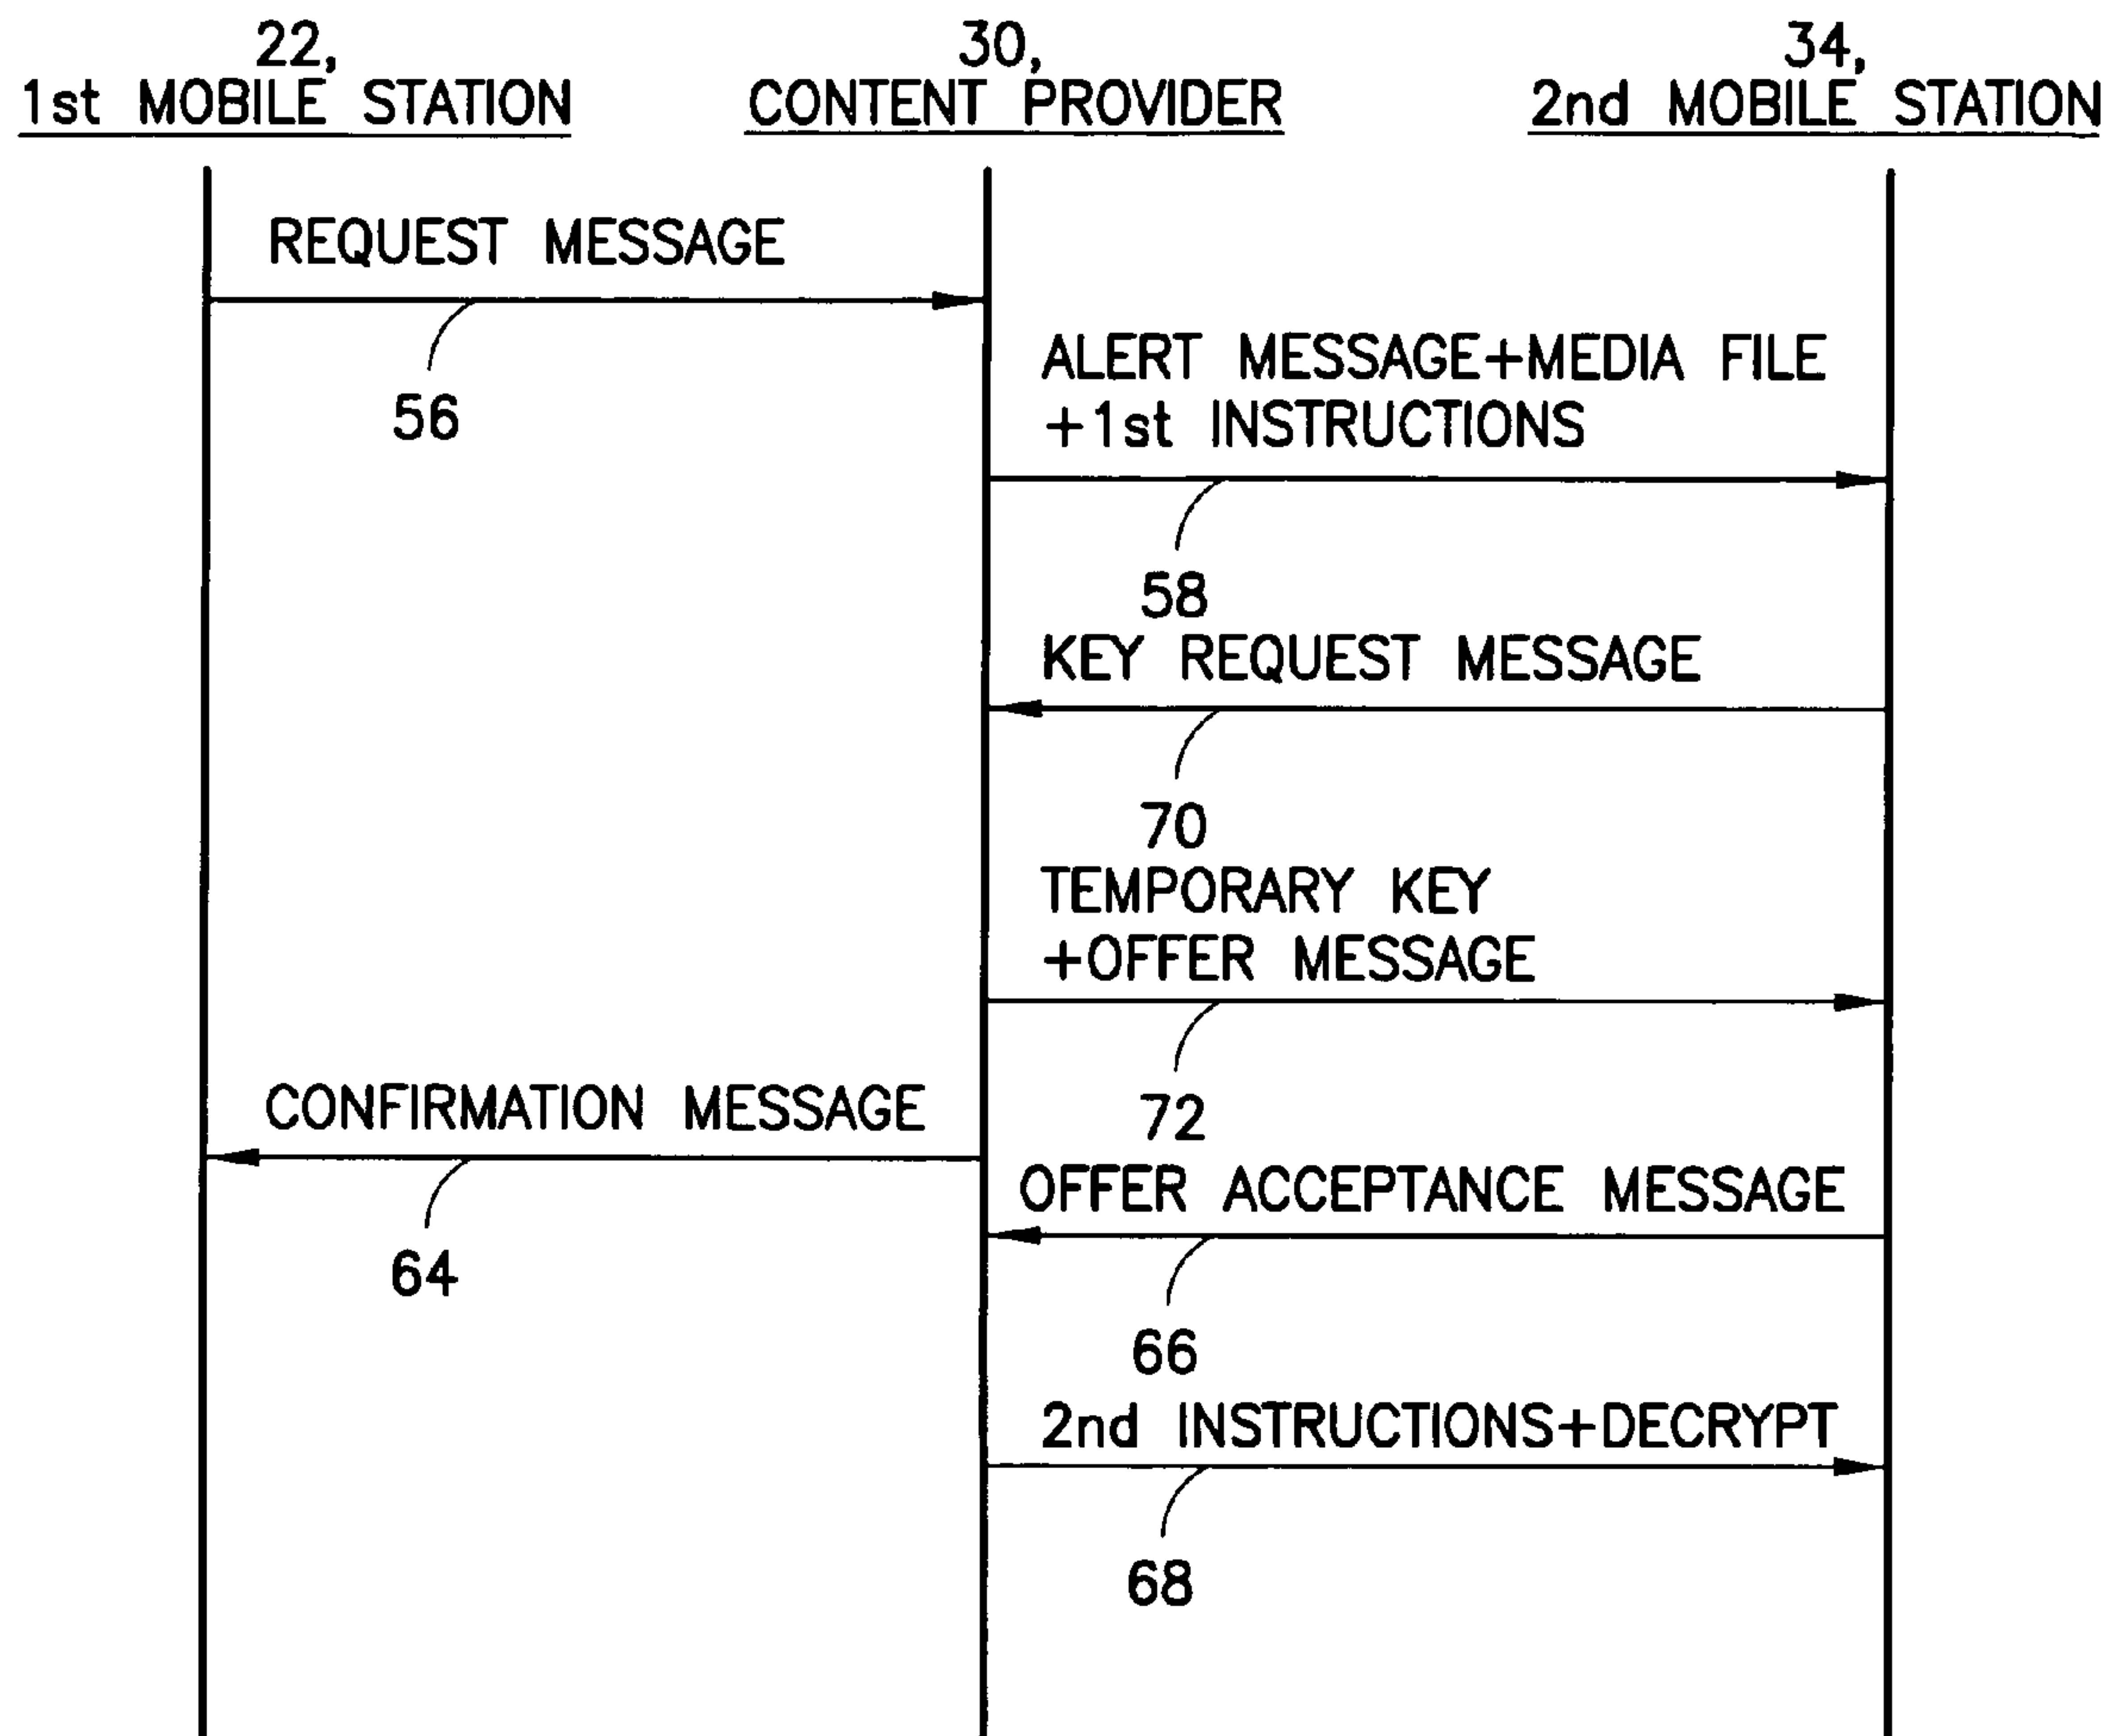 22,
1st MOBILE STATION
30,
CONTENT PROVIDER
34,
2nd MOBILE STATION
REQUEST MESSAGE
56
ALERT MESSAGE+MEDIA FILE
+1st INSTRUCTIONS
58
KEY REQUEST MESSAGE
70
TEMPORARY KEY
+OFFER MESSAGE
72
CONFIRMATION MESSAGE
64
OFFER ACCEPTANCE MESSAGE
66
2nd INSTRUCTIONS+DECRYPT
68